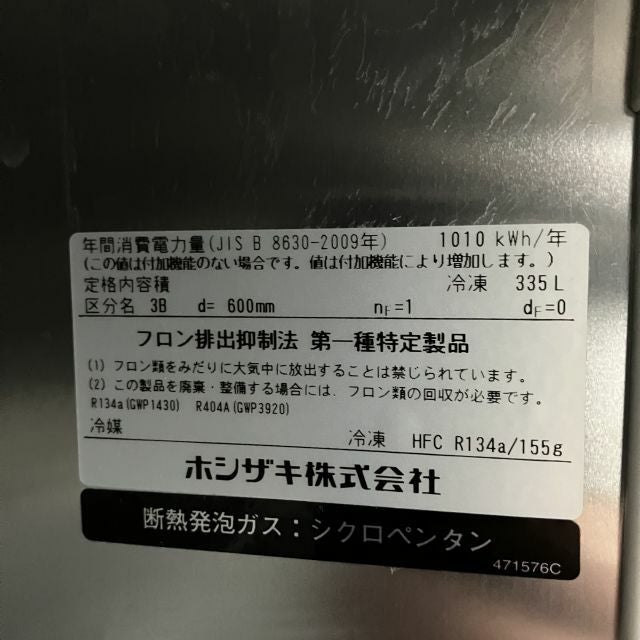 年間消費電力量(JIS B 8630-2009年) 1010 kWh/年
(この値は付加機能のない場合です。値は付加機能により増加します。)
定格内容積 冷凍 335 L
区分名 3B d= 600mm nF=1 dF=0
フロン排出抑制法 第一種特定製品
(1) フロン類をみだりに大気中に放出することは禁じられています。
(2) この製品を廃棄・整備する場合には、フロン類の回収が必要です。
R134a(GWP1430) R404A(GWP3920)
冷媒 冷凍 HFC R134a/155g
ホシザキ株式会社
断熱発泡ガス：シクロペンタン
471576C